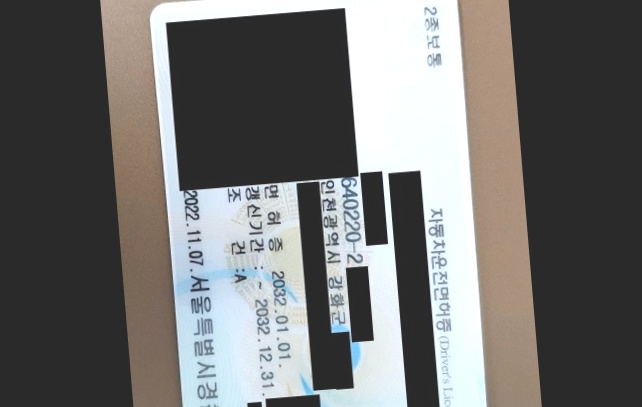 2종보통
자동차운전면허증 (Driver's Lice
640220-2
인천광역시 강화군
면 허 증 2032.01.01.
갱신기간 : ~ 2032.12.31.
조 건 :A
2022.11.07. 서울특별시경